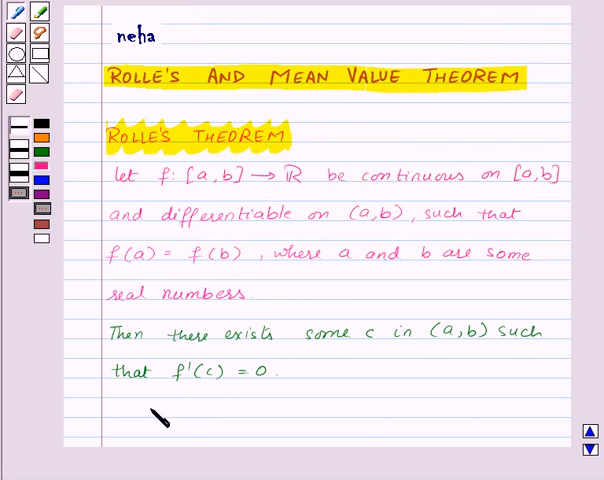 neha
ROLLE'S AND MEAN VALUE THEOREM
ROLLE'S THEOREM
let f: [a,b] → ℝ be continuous on [a,b]
and differentiable on (a,b), such that
f(a) = f(b), where a and b are some
real numbers.
Then there exists some c in (a,b) such
that f'(c) = 0.